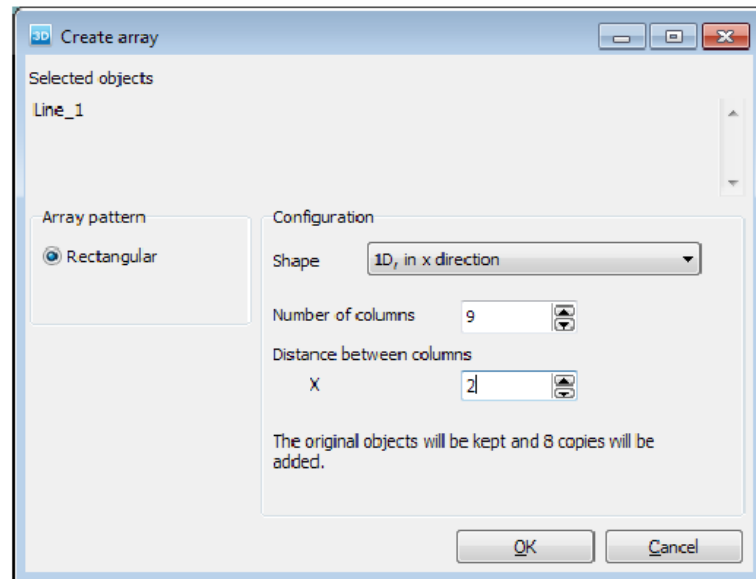 3D Create array
Selected objects
Line_1
Array pattern
Rectangular
Configuration
Shape 1D, in x direction
Number of columns 9
Distance between columns
X 2
The original objects will be kept and 8 copies will be
added.
OK Cancel